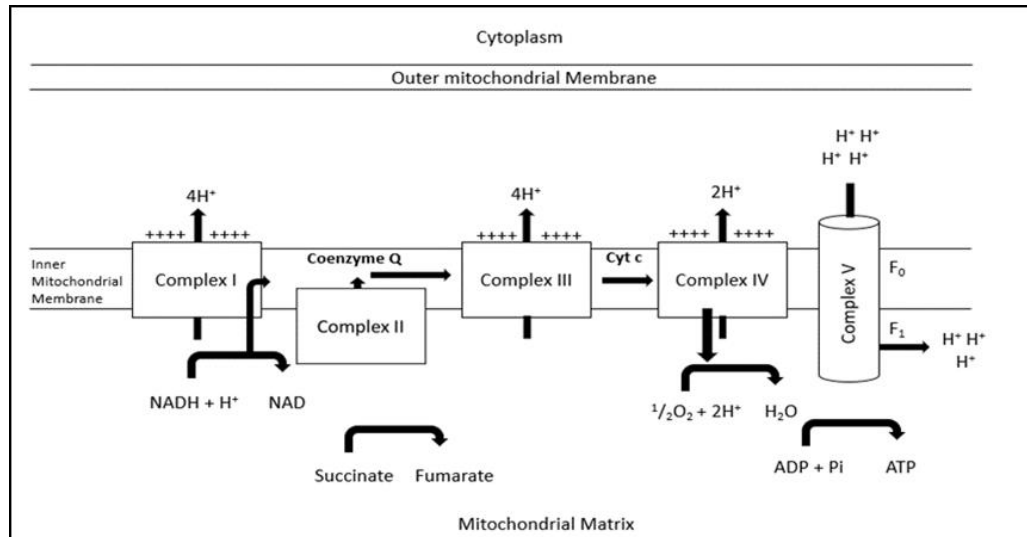 Cytoplasm
Outer mitochondrial Membrane
H⁺ H⁺
H⁺ H⁺
4H⁺
4H⁺
2H⁺
++++ ++++
++++ ++++
++++ ++++
Inner
Mitochondrial
Membrane
Complex I
Coenzyme Q
Complex II
Complex III
Cyt c
Complex IV
Complex V
F₀
F₁
H⁺ H⁺
H⁺
NADH + H⁺
NAD
¹/₂O₂ + 2H⁺
H₂O
Succinate
Fumarate
ADP + Pi
ATP
Mitochondrial Matrix